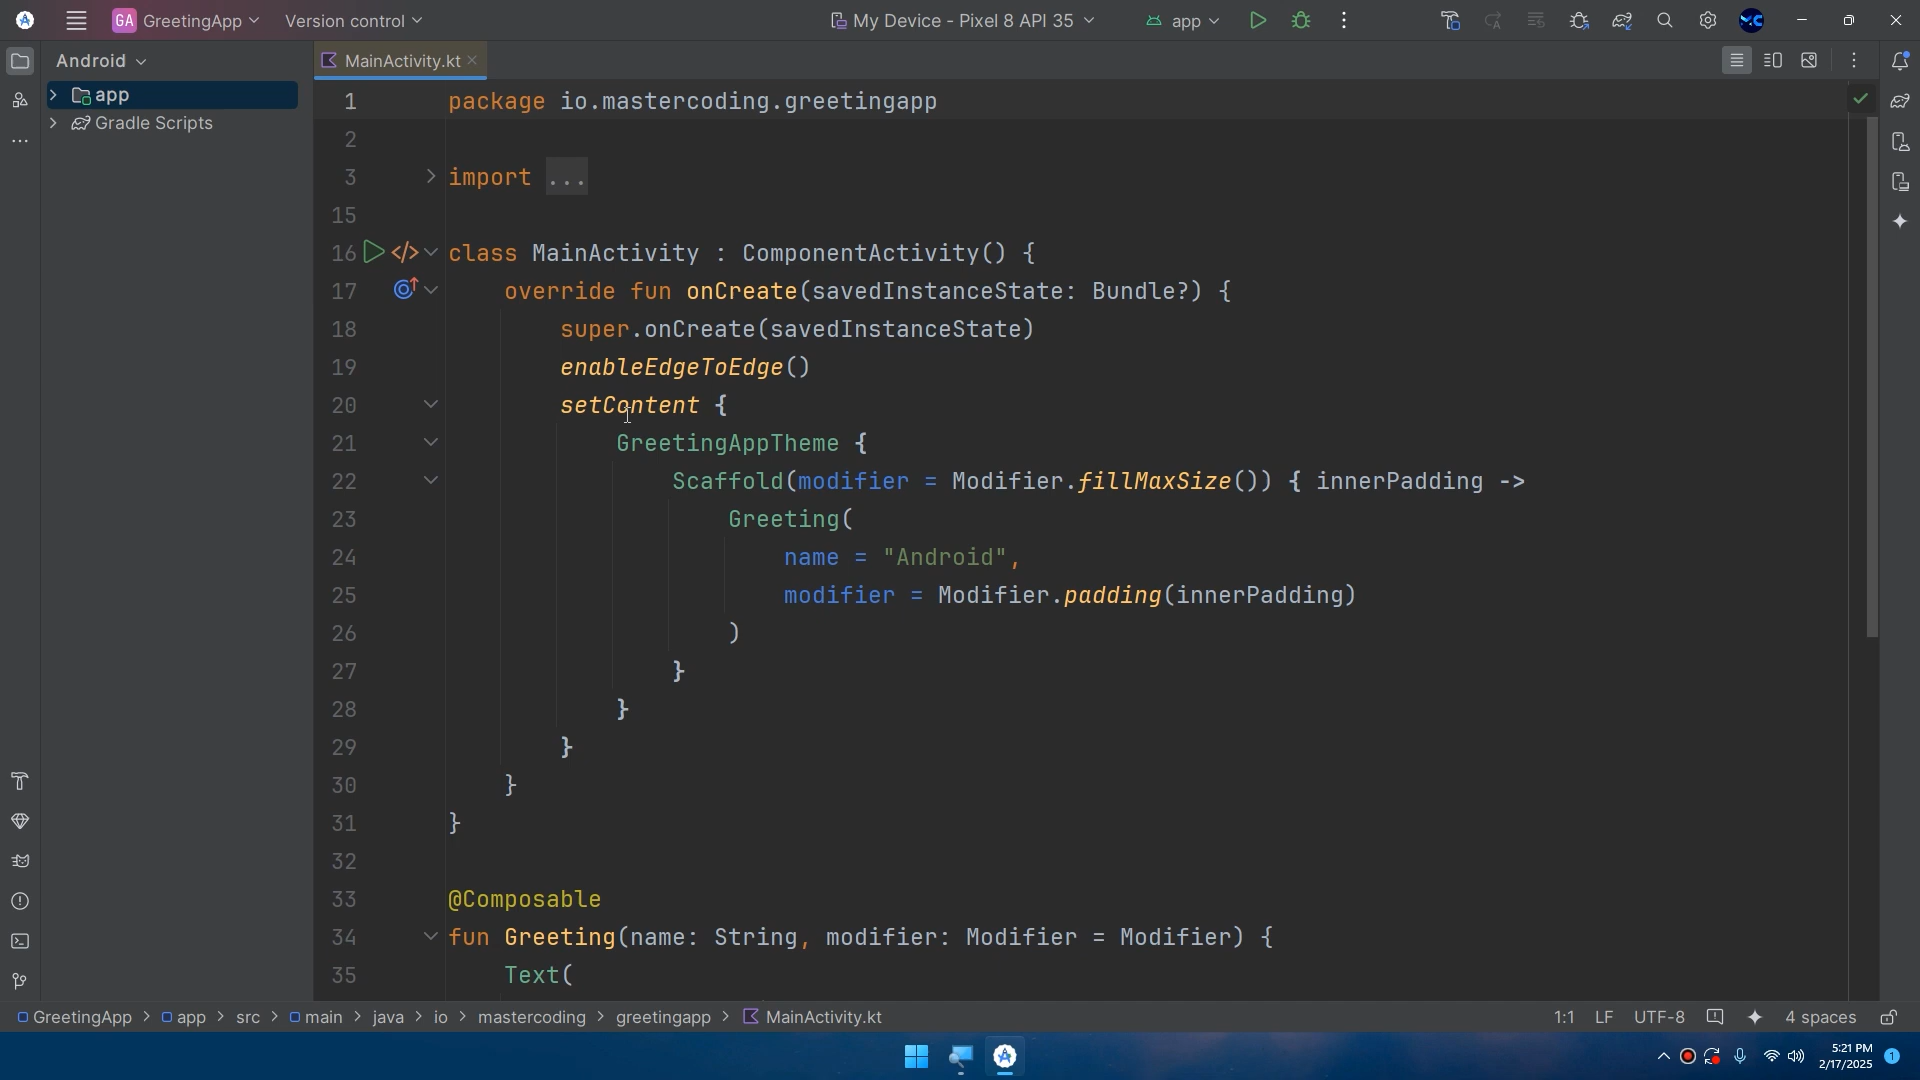 GA GreetingApp Version control My Device - Pixel 8 API 35 app
Android MainActivity.kt
app
Gradle Scripts
1 package io.mastercoding.greetingapp
2
3 import ...
15
16 class MainActivity : ComponentActivity() {
17 override fun onCreate(savedInstanceState: Bundle?) {
18 super.onCreate(savedInstanceState)
19 enableEdgeToEdge()
20 setContent {
21 GreetingAppTheme {
22 Scaffold(modifier = Modifier.fillMaxSize()) { innerPadding ->
23 Greeting(
24 name = "Android",
25 modifier = Modifier.padding(innerPadding)
26 )
27 }
28 }
29 }
30 }
31 }
32
33 @Composable
34 fun Greeting(name: String, modifier: Modifier = Modifier) {
35 Text(
GreetingApp > app > src > main > java > io > mastercoding > greetingapp > MainActivity.kt 1:1 LF UTF-8 4 spaces
5:21 PM
2/17/2025
1